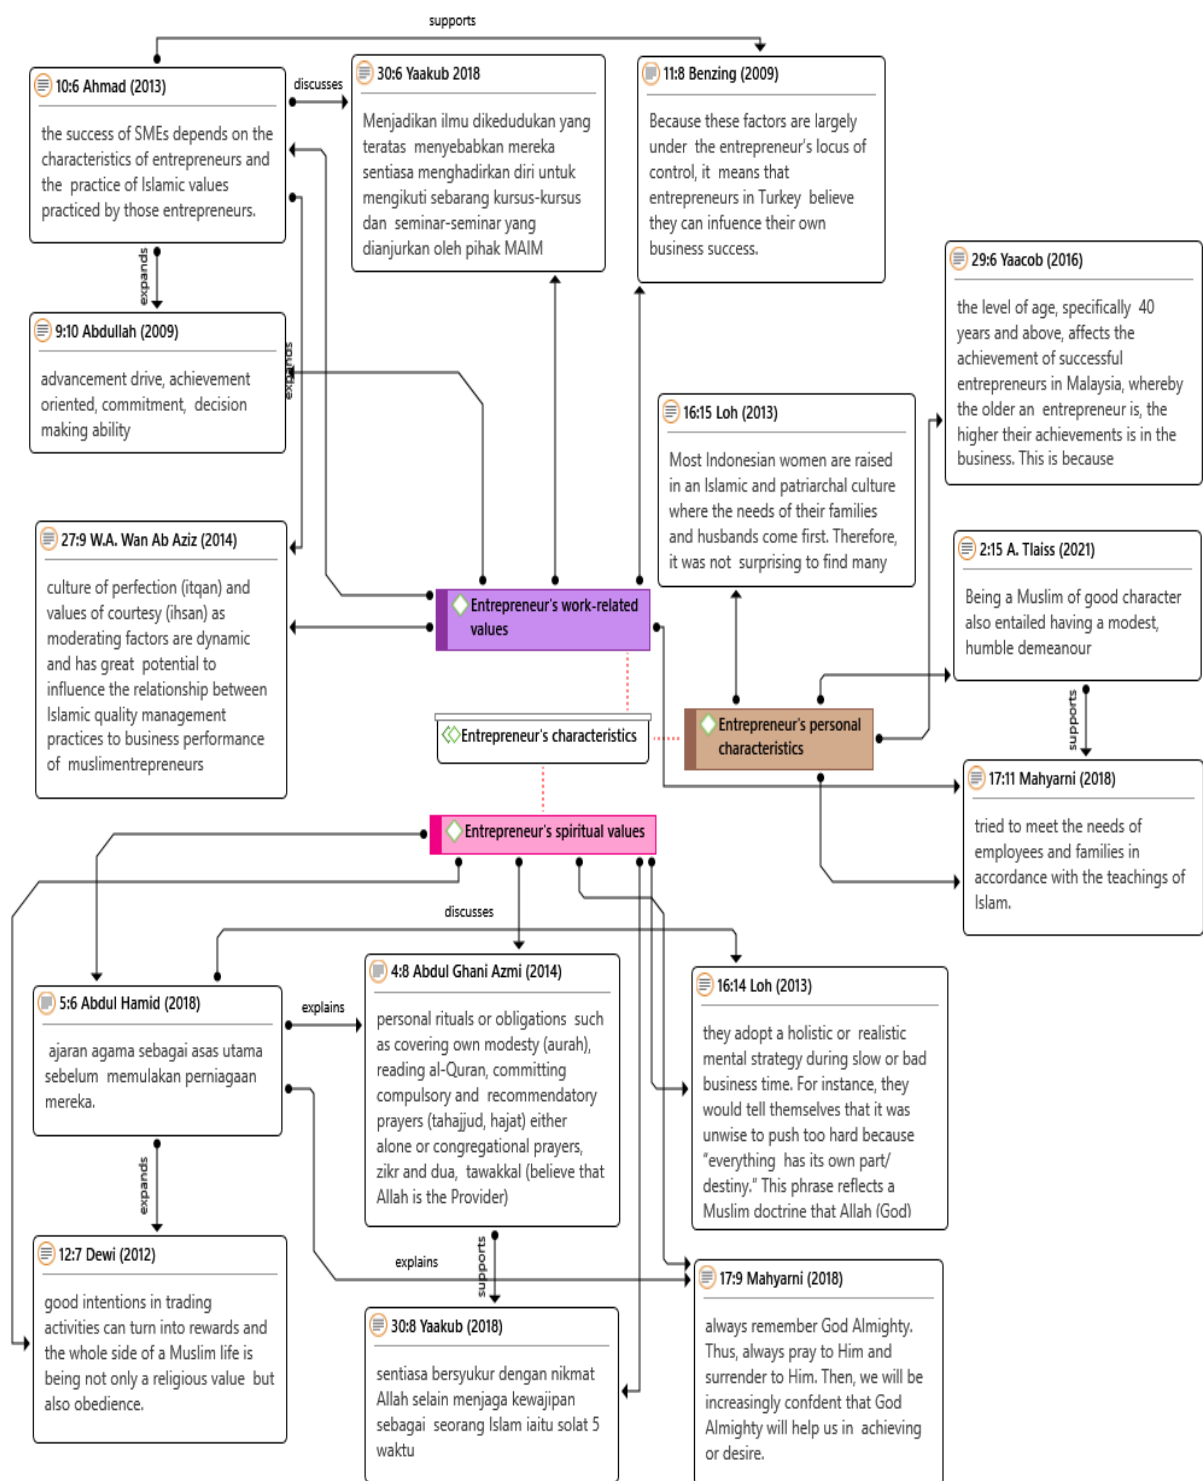 supports
10:6 Ahmad (2013)
the success of SMEs depends on the
characteristics of entrepreneurs and
the practice of Islamic values
practiced by those entrepreneurs.
discusses
30:6 Yaakub 2018
Menjadikan ilmu dikedudukan yang
teratas menyebabkan mereka
sentiasa menghadirkan diri untuk
mengikuti sebarang kursus-kursus
dan seminar-seminar yang
dianjurkan oleh pihak MAIM
11:8 Benzing (2009)
Because these factors are largely
under the entrepreneur's locus of
control, it means that
entrepreneurs in Turkey believe
they can infuence their own
business success.
expands
9:10 Abdullah (2009)
advancement drive, achievement
oriented, commitment, decision
making ability
expands
29:6 Yaacob (2016)
the level of age, specifically 40
years and above, affects the
achievement of successful
entrepreneurs in Malaysia, whereby
the older an entrepreneur is, the
higher their achievements is in the
business. This is because
16:15 Loh (2013)
Most Indonesian women are raised
in an Islamic and patriarchal culture
where the needs of their families
and husbands come first. Therefore,
it was not surprising to find many
27:9 W.A. Wan Ab Aziz (2014)
culture of perfection (itqan) and
values of courtesy (ihsan) as
moderating factors are dynamic
and has great potential to
influence the relationship between
Islamic quality management
practices to business performance
of muslimentrepreneurs
2:15 A. Tlaiss (2021)
Being a Muslim of good character
also entailed having a modest,
humble demeanour
supports
Entrepreneur's work-related
values
Entrepreneur's characteristics
Entrepreneur's personal
characteristics
17:11 Mahyarni (2018)
tried to meet the needs of
employees and families in
accordance with the teachings of
Islam.
Entrepreneur's spiritual values
discusses
5:6 Abdul Hamid (2018)
ajaran agama sebagai asas utama
sebelum memulakan perniagaan
mereka.
explains
4:8 Abdul Ghani Azmi (2014)
personal rituals or obligations such
as covering own modesty (aurah),
reading al-Quran, committing
compulsory and recommendatory
prayers (tahajjud, hajat) either
alone or congregational prayers,
zikr and dua, tawakkal (believe that
Allah is the Provider)
16:14 Loh (2013)
they adopt a holistic or realistic
mental strategy during slow or bad
business time. For instance, they
would tell themselves that it was
unwise to push too hard because
"everything has its own part/
destiny." This phrase reflects a
Muslim doctrine that Allah (God)
expands
12:7 Dewi (2012)
good intentions in trading
activities can turn into rewards and
the whole side of a Muslim life is
being not only a religious value but
also obedience.
explains
supports
30:8 Yaakub (2018)
sentiasa bersyukur dengan nikmat
Allah selain menjaga kewajipan
sebagai seorang Islam iaitu solat 5
waktu
17:9 Mahyarni (2018)
always remember God Almighty.
Thus, always pray to Him and
surrender to Him. Then, we will be
increasingly confdent that God
Almighty will help us in achieving
or desire.